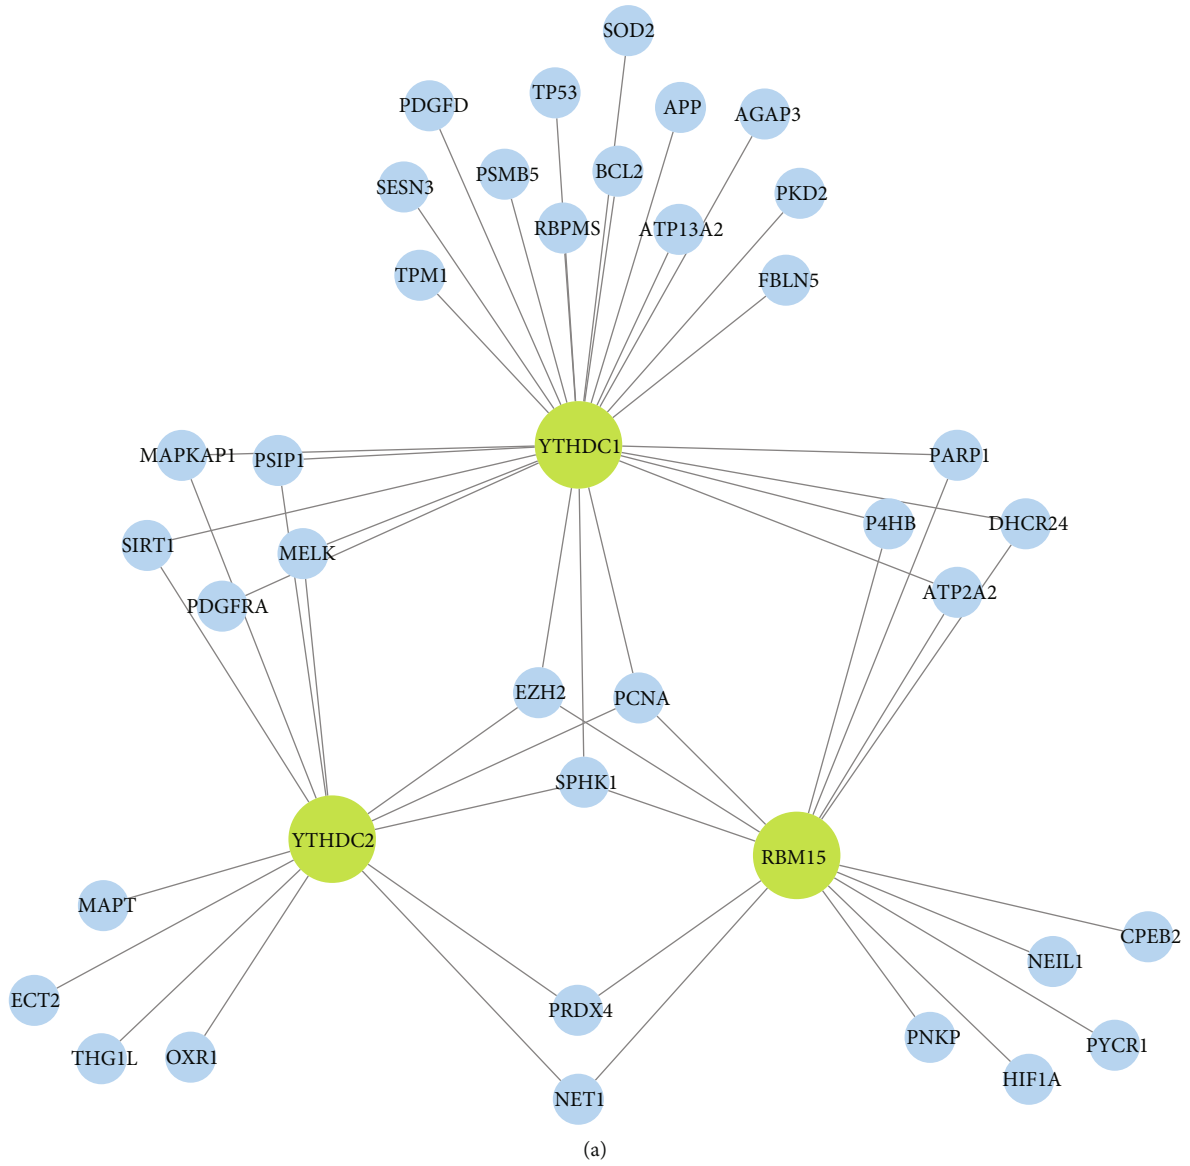 SOD2
TP53
PDGFD
APP
AGAP3
PSMB5
BCL2
SESN3
PKD2
RBPMS
ATP13A2
TPM1
FBLN5
YTHDC1
MAPKAP1
PSIP1
PARP1
P4HB
DHCR24
SIRT1
MELK
PDGFRA
ATP2A2
EZH2
PCNA
SPHK1
YTHDC2
RBM15
MAPT
CPEB2
NEIL1
ECT2
PRDX4
PNKP
PYCR1
THG1L
OXR1
HIF1A
NET1
(a)